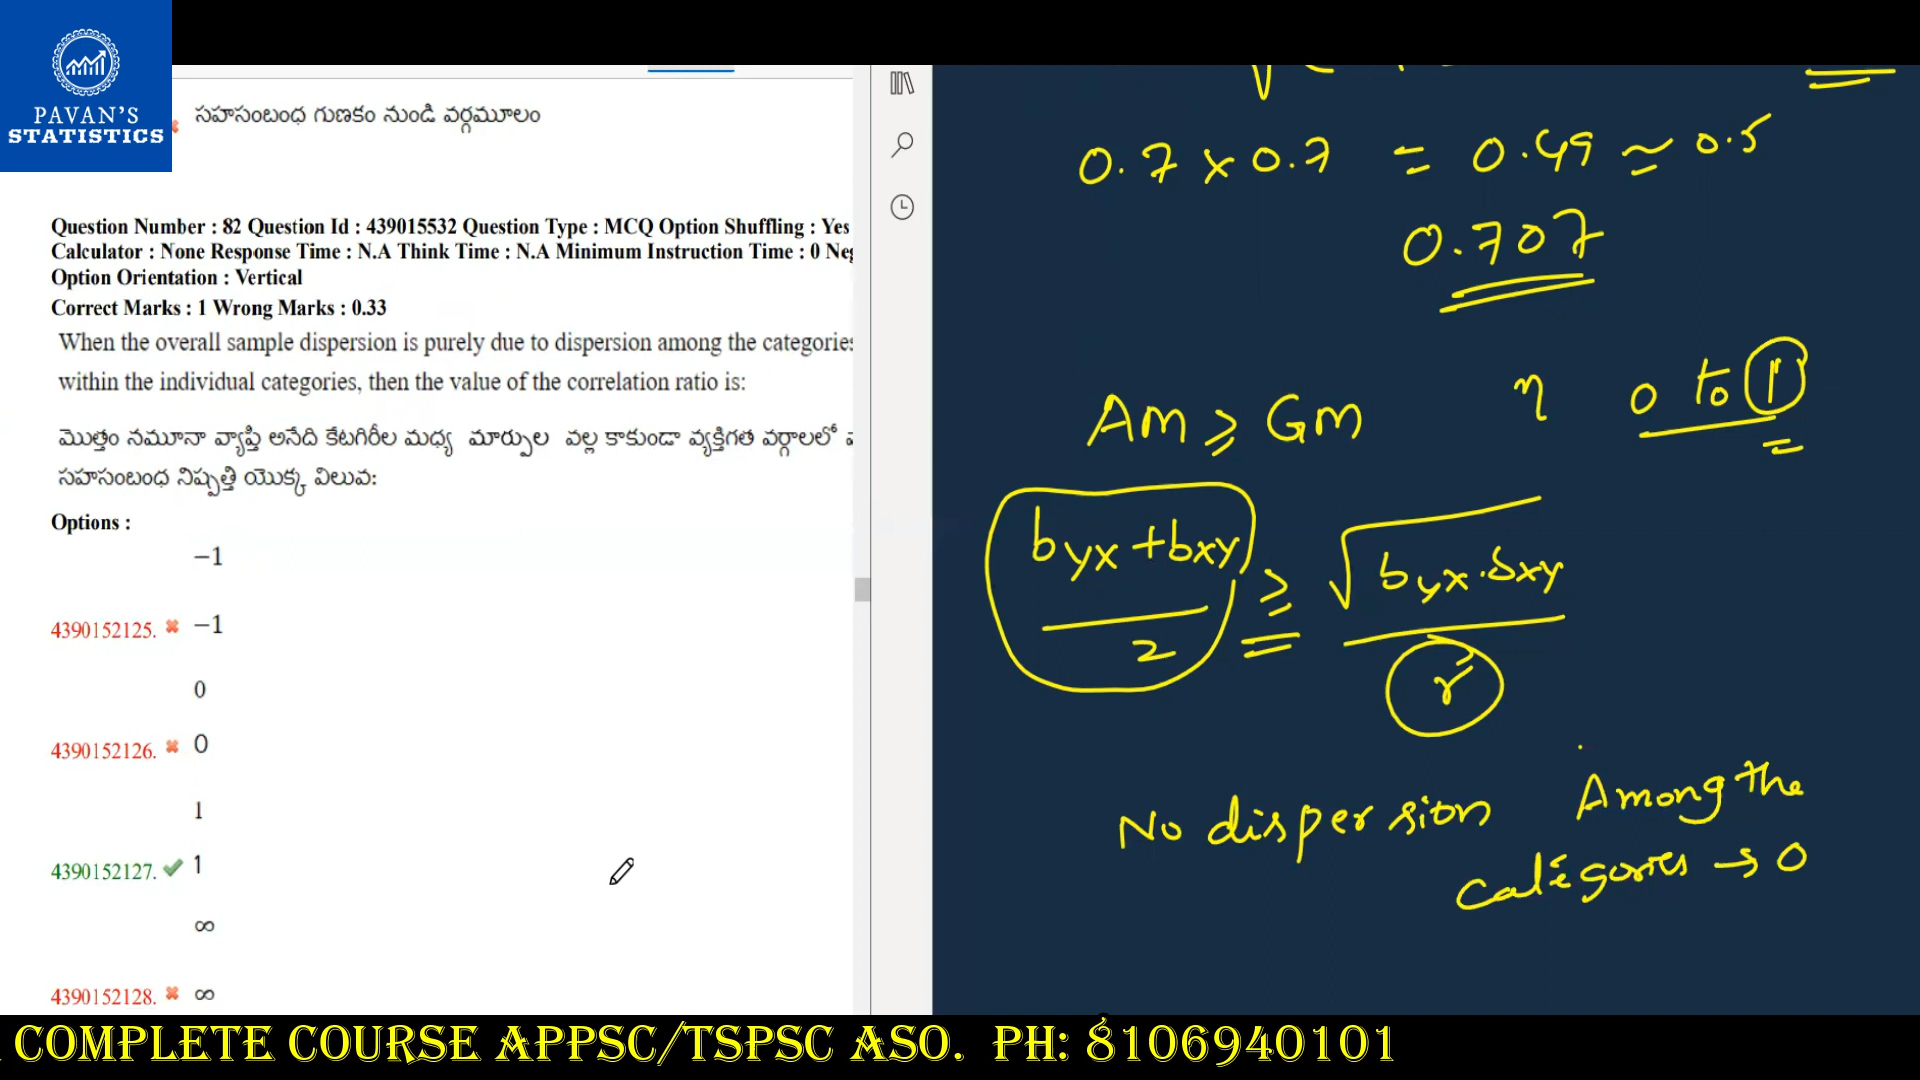 PAVAN'S
STATISTICS
సహసంబంధ గుణకం నుండి వర్గమూలం
Question Number : 82 Question Id : 439015532 Question Type : MCQ Option Shuffling : Yes
Calculator : None Response Time : N.A Think Time : N.A Minimum Instruction Time : 0 Neg
Option Orientation : Vertical
Correct Marks : 1 Wrong Marks : 0.33
When the overall sample dispersion is purely due to dispersion among the categories
within the individual categories, then the value of the correlation ratio is:
మొత్తం నమూనా వ్యాప్తి అనేది కేటగిరీల మధ్య మార్పుల వల్ల కాకుండా వ్యక్తిగత వర్గాలలో
సహసంబంధ నిష్పత్తి యొక్క విలువ:
Options :
−1
4390152125. ✖ −1
0
4390152126. ✖ 0
1
4390152127. ✔ 1
∞
4390152128. ✖ ∞
0.7 x 0.7 = 0.49 ≃ 0.5
0.707
Am ≥ Gm η 0 to 1
byx + bxy / 2 ≥ √byx . bxy
r
No dispersion Among the
categories → 0
COMPLETE COURSE APPSC/TSPSC ASO. PH: 8106940101